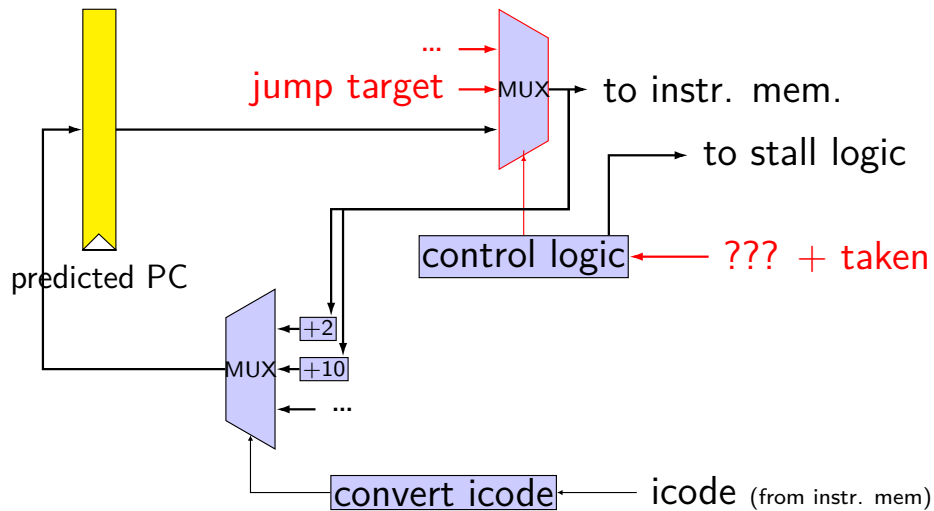 ...
jump target
MUX
to instr. mem.
to stall logic
control logic
??? + taken
predicted PC
+2
MUX
+10
...
convert icode
icode (from instr. mem)